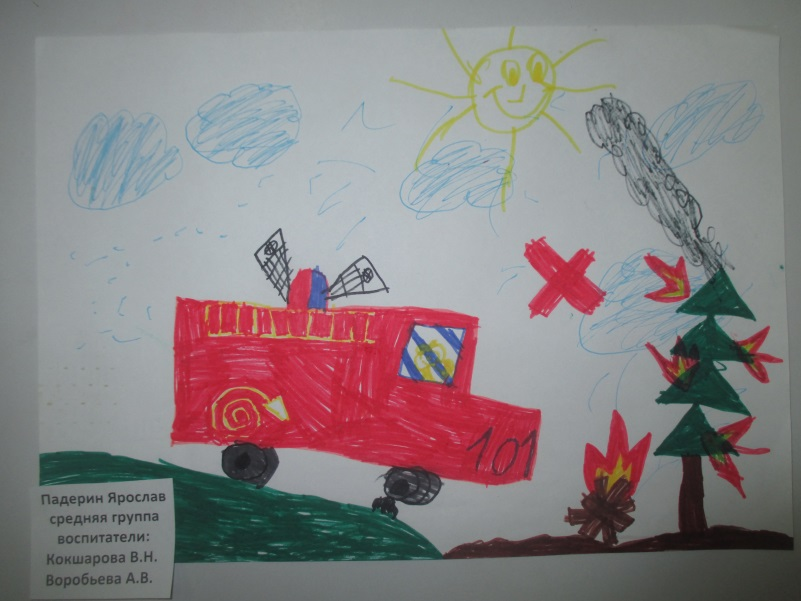 101
Падерин Ярослав
средняя группа
воспитатели:
Кокшарова В.Н.
Воробьева А.В.